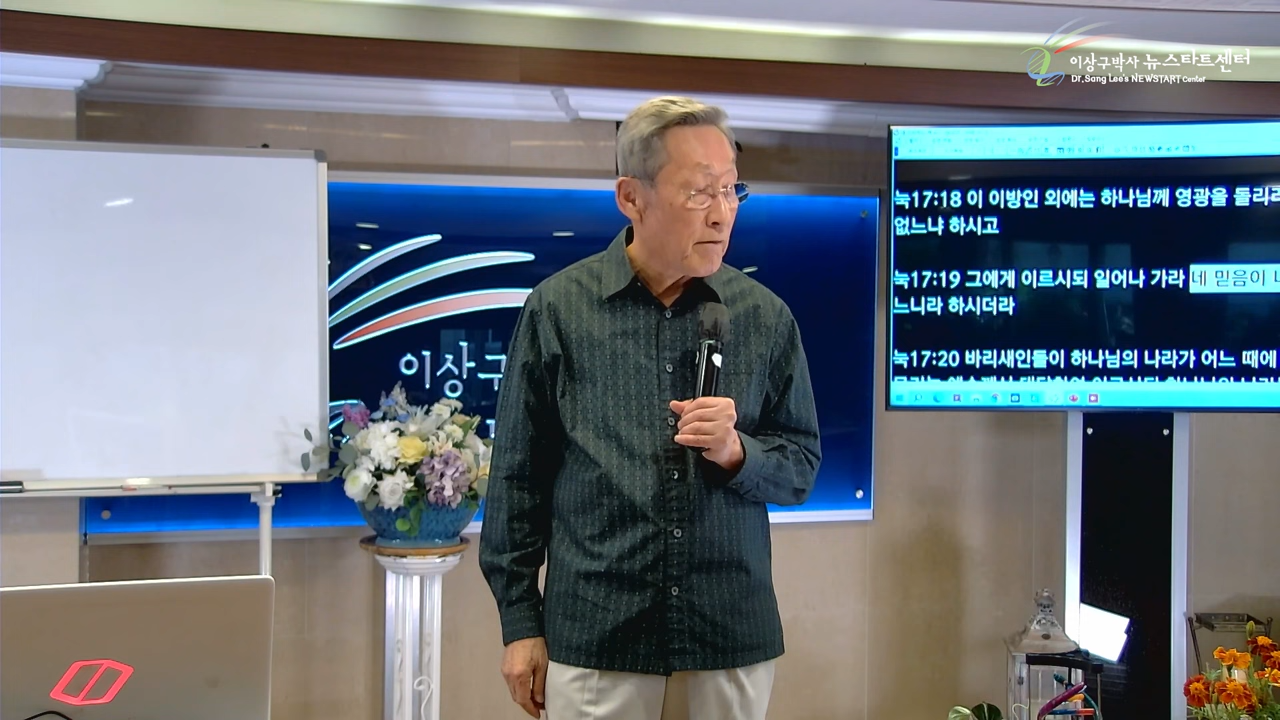 이상구박사 뉴스타트센터
Dr. Sang Lee's NEWSTART Center
눅17:18 이 이방인 외에는 하나님께 영광을 돌리러
없느냐 하시고
눅17:19 그에게 이르시되 일어나 가라 네 믿음이
느니라 하시더라
눅17:20 바리새인들이 하나님의 나라가 어느 때에
이상구